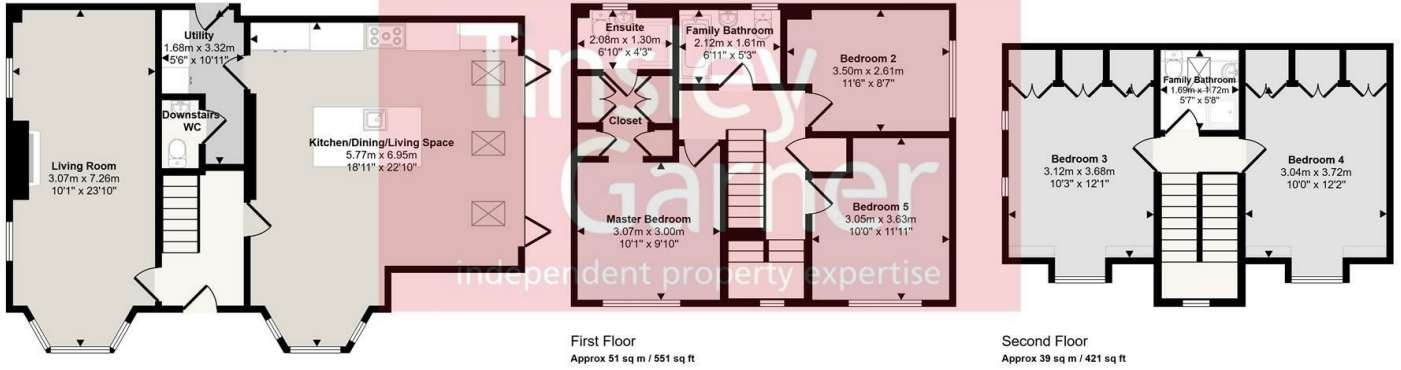 Utility
1.68m x 3.32m
5'6" x 10'11"
Downstairs
WC
Living Room
3.07m x 7.26m
10'1" x 23'10"
Kitchen/Dining/Living Space
5.77m x 6.95m
18'11" x 22'10"
Ensuite
2.08m x 1.30m
6'10" x 4'3"
Family Bathroom
2.12m x 1.61m
6'11" x 5'3"
Bedroom 2
3.50m x 2.61m
11'6" x 8'7"
Closet
Master Bedroom
3.07m x 3.00m
10'1" x 9'10"
Bedroom 5
3.05m x 3.63m
10'0" x 11'11"
Tinsley
Garner
independent property expertise
First Floor
Approx 51 sq m / 551 sq ft
Family Bathroom
1.69m x 1.72m
5'7" x 5'8"
Bedroom 3
3.12m x 3.68m
10'3" x 12'1"
Bedroom 4
3.04m x 3.72m
10'0" x 12'2"
Second Floor
Approx 39 sq m / 421 sq ft